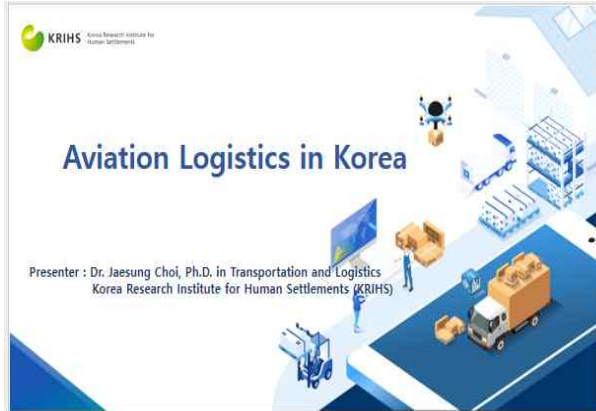 KRIHS
Korea Research Institute for
Human Settlements
Aviation Logistics in Korea
Presenter : Dr. Jaesung Choi, Ph.D. in Transportation and Logistics
Korea Research Institute for Human Settlements (KRIHS)